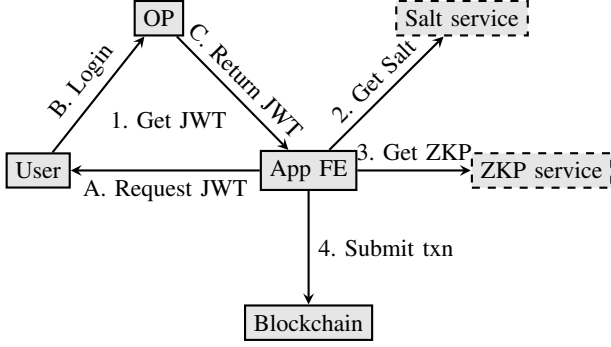 OP
Salt service
B. Login
C. Return JWT
2. Get Salt
1. Get JWT
3. Get ZKP
User
App FE
ZKP service
A. Request JWT
4. Submit txn
Blockchain